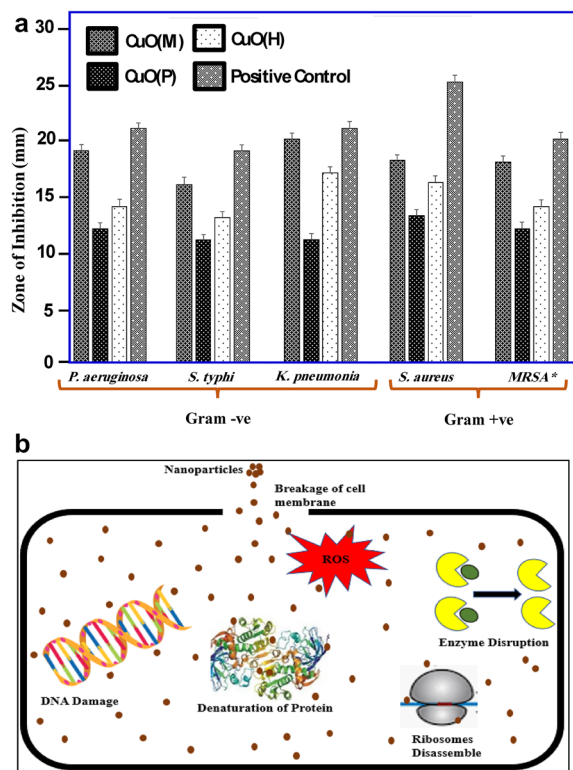 a
30
25
20
15
10
5
0
Zone of Inhibition (mm)
CuO(M)
CuO(H)
CuO(P)
Positive Control
P. aeruginosa
S. typhi
K. pneumonia
S. aureus
MRSA*
Gram -ve
Gram +ve
b
Nanoparticles
Breakage of cell
membrane
ROS
Enzyme Disruption
DNA Damage
Denaturation of Protein
Ribosomes
Disassemble